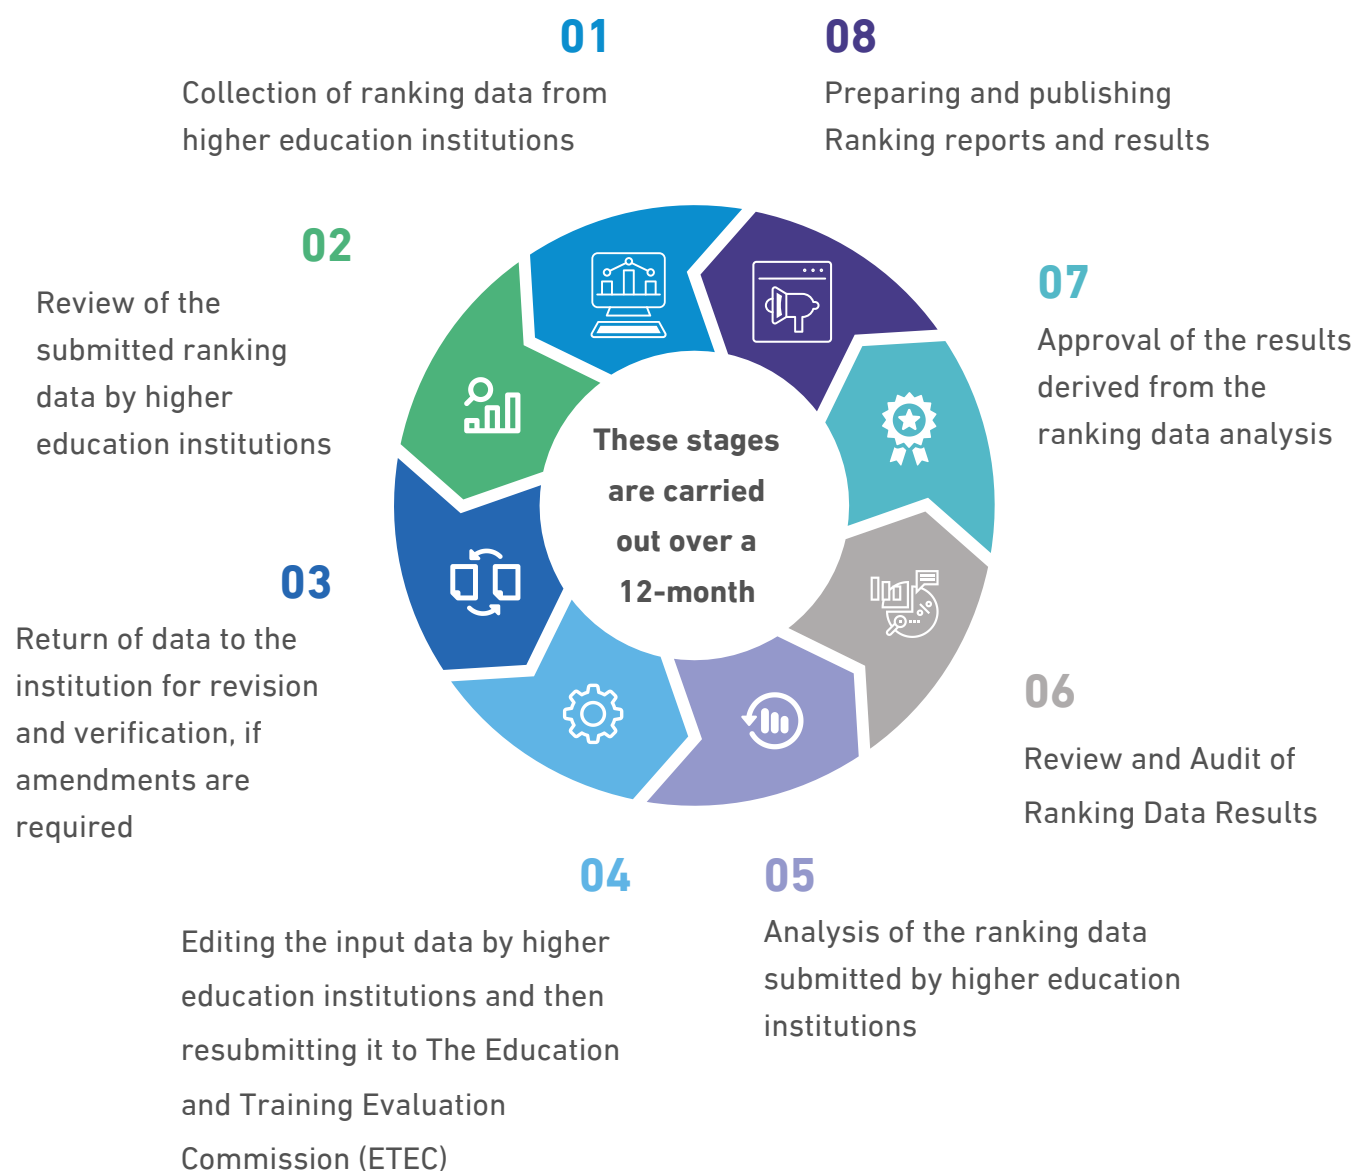 01
Collection of ranking data from
higher education institutions
02
Review of the
submitted ranking
data by higher
education institutions
03
Return of data to the
institution for revision
and verification, if
amendments are
required
04
Editing the input data by higher
education institutions and then
resubmitting it to The Education
and Training Evaluation
Commission (ETEC)
05
Analysis of the ranking data
submitted by higher education
institutions
06
Review and Audit of
Ranking Data Results
07
Approval of the results
derived from the
ranking data analysis
08
Preparing and publishing
Ranking reports and results
These stages
are carried
out over a
12-month
%